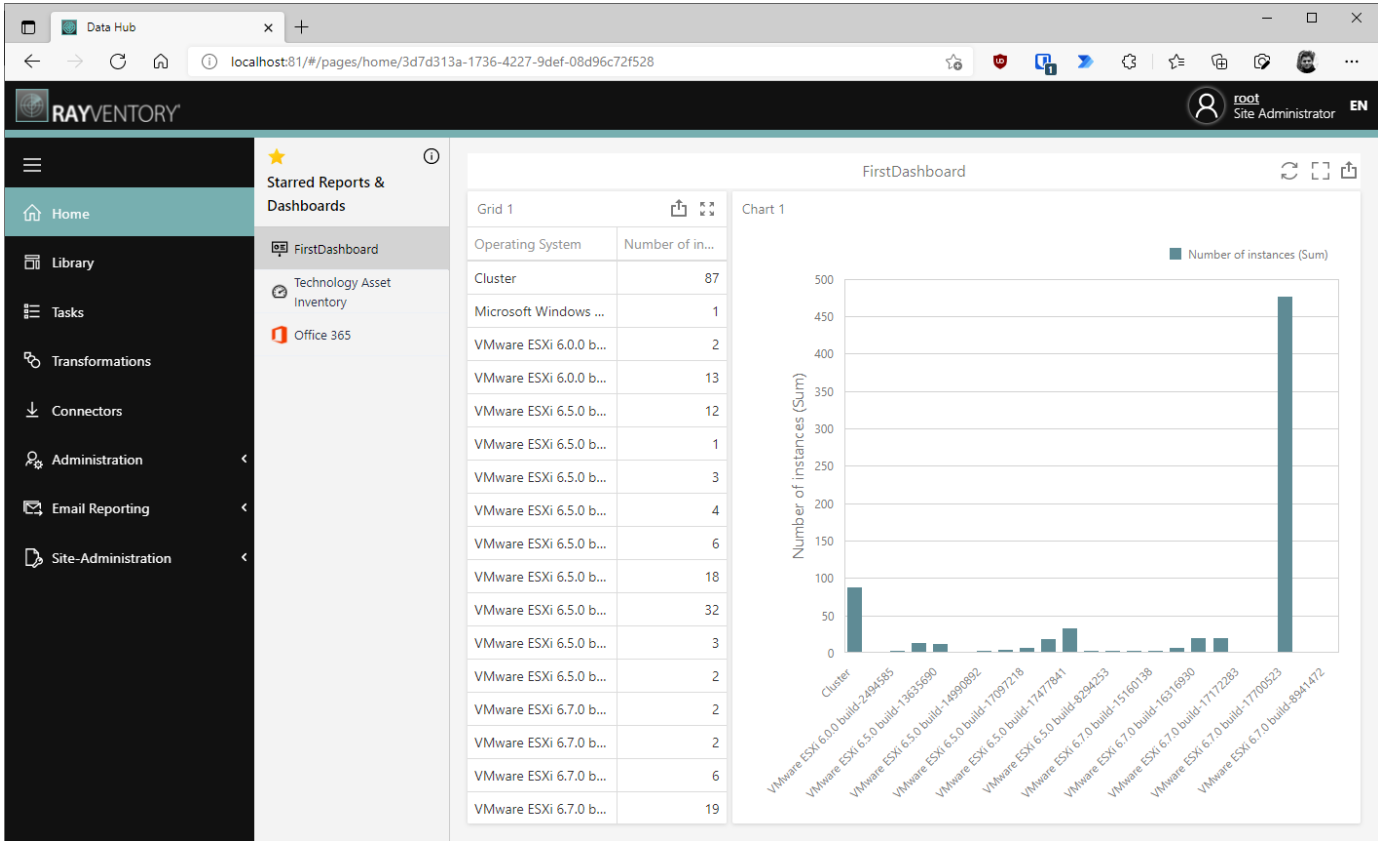 Data Hub
localhost:81/#/pages/home/3d7d313a-1736-4227-9def-08d96c72f528
1
RAYVENTORY
root
Site Administrator
EN
Home
Library
Tasks
Transformations
Connectors
Administration
Email Reporting
Site-Administration
Starred Reports &
Dashboards
FirstDashboard
Technology Asset
Inventory
Office 365
FirstDashboard
Grid 1
Operating System Number of in...
Cluster 87
Microsoft Windows ... 1
VMware ESXi 6.0.0 b... 2
VMware ESXi 6.0.0 b... 13
VMware ESXi 6.5.0 b... 12
VMware ESXi 6.5.0 b... 1
VMware ESXi 6.5.0 b... 3
VMware ESXi 6.5.0 b... 4
VMware ESXi 6.5.0 b... 6
VMware ESXi 6.5.0 b... 18
VMware ESXi 6.5.0 b... 32
VMware ESXi 6.5.0 b... 3
VMware ESXi 6.5.0 b... 2
VMware ESXi 6.7.0 b... 2
VMware ESXi 6.7.0 b... 2
VMware ESXi 6.7.0 b... 6
VMware ESXi 6.7.0 b... 19
Chart 1
Number of instances (Sum)
Number of instances (Sum)
500
450
400
350
300
250
200
150
100
50
0
Cluster
VMware ESXi 6.0.0 build-2494585
VMware ESXi 6.5.0 build-13635690
VMware ESXi 6.5.0 build-14990892
VMware ESXi 6.5.0 build-17097218
VMware ESXi 6.5.0 build-17477841
VMware ESXi 6.5.0 build-8294253
VMware ESXi 6.7.0 build-15160138
VMware ESXi 6.7.0 build-16316930
VMware ESXi 6.7.0 build-17172283
VMware ESXi 6.7.0 build-17700523
VMware ESXi 6.7.0 build-8941472